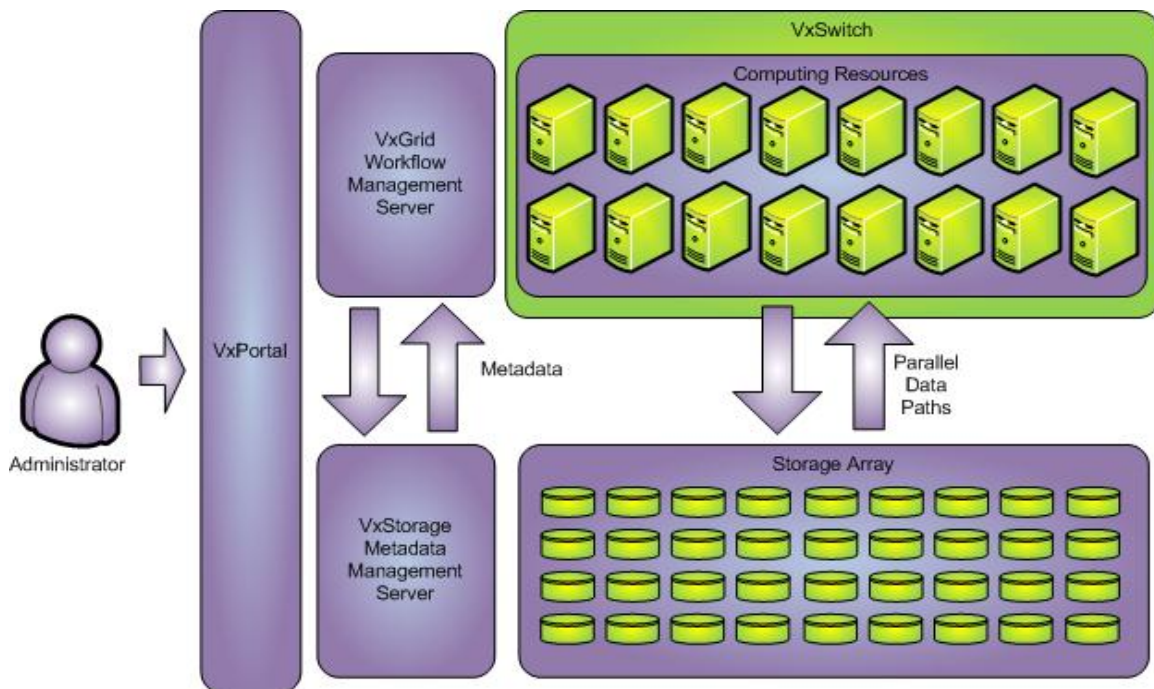 VxSwitch
Computing Resources
VxGrid
Workflow
Management
Server
VxPortal
Metadata
Parallel
Data
Paths
Administrator
Storage Array
VxStorage
Metadata
Management
Server